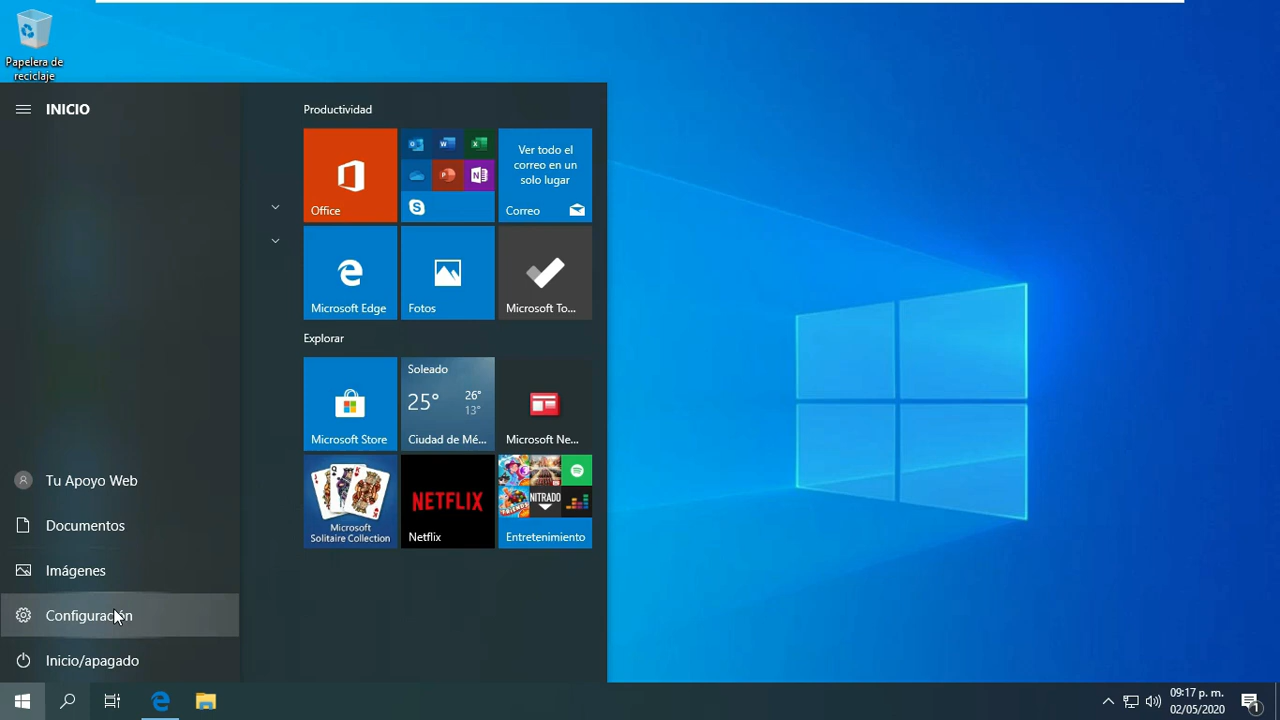 Papelera de
reciclaje
INICIO
Tu Apoyo Web
Documentos
Imágenes
Configuración
Inicio/apagado
Productividad
Office
Ver todo el
correo en un
solo lugar
Correo
Microsoft Edge
Fotos
Microsoft To...
Explorar
Microsoft Store
Soleado
25°
26°
13°
Ciudad de Mé...
Microsoft Ne...
Microsoft
Solitaire Collection
NETFLIX
Netflix
FRIENDS
NITRADO
Entretenimiento
09:17 p. m.
02/05/2020
1